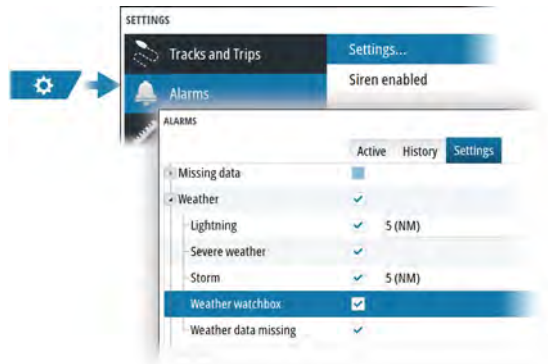 SETTINGS
Tracks and Trips
Settings...
Alarms
Siren enabled
ALARMS
Active History Settings
Missing data
Weather
Lightning 5 (NM)
Severe weather
Storm 5 (NM)
Weather watchbox
Weather data missing